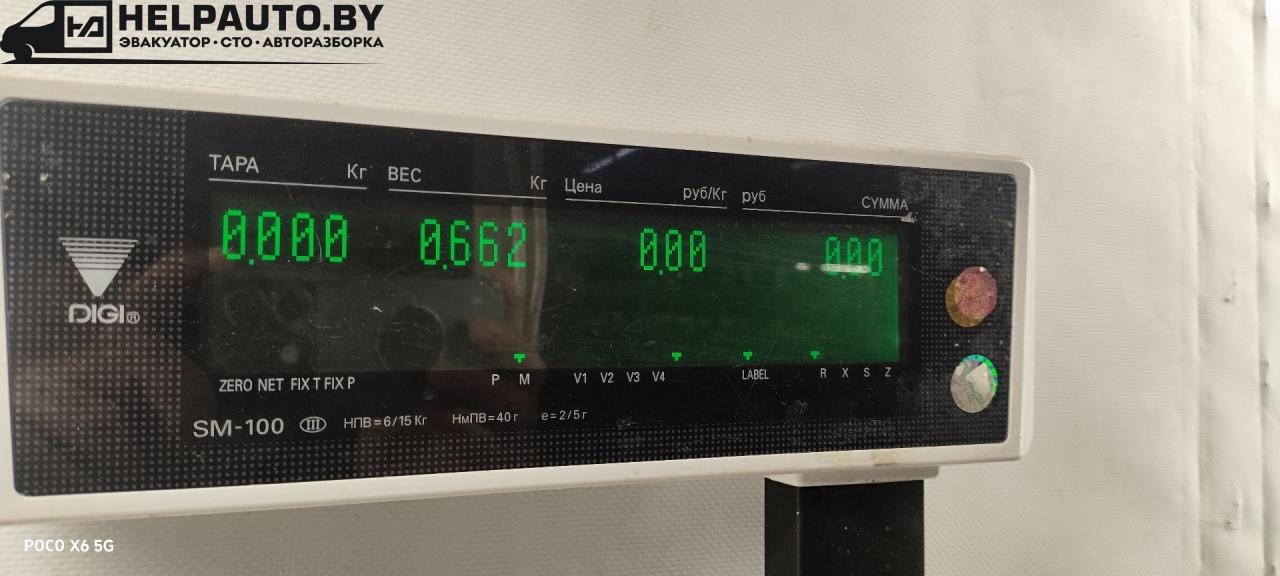 HELPAUTO.BY
ЭВАКУАТОР·СТО·АВТОРАЗБОРКА
ТАРА Кг ВЕС Кг Цена руб/Кг руб СУММА
0.000 0.662 0.00 0.00
DIGI®
ZERO NET FIX T FIX P P M V1 V2 V3 V4 LABEL R X S Z
SM-100 III НПВ=6/15 Кг НмПВ=40 г e=2/5 г
POCO X6 5G